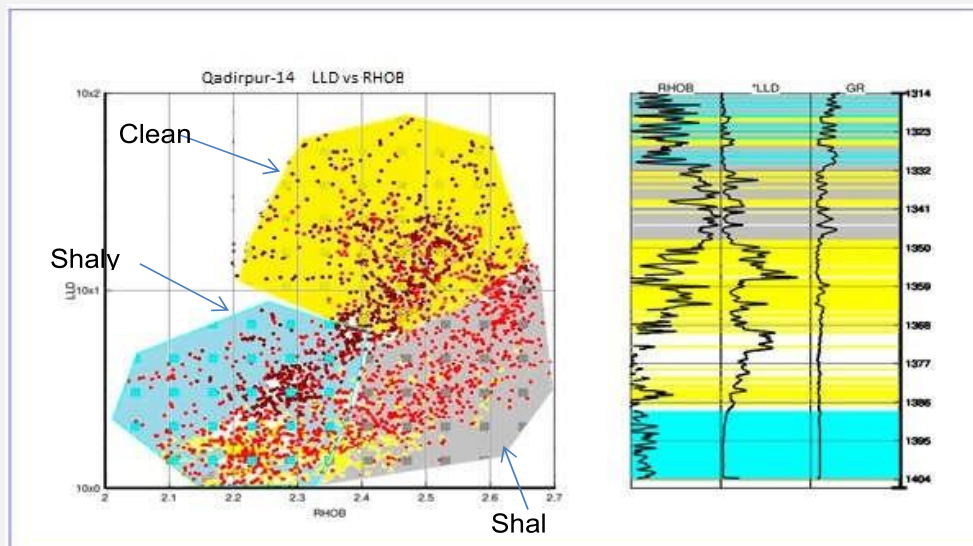 Qadirpur-14 LLD vs RHOB
10x2
Clean
Shaly
LLD
10x1
10x0
2 2.1 2.2 2.3 2.4 2.5 2.6 2.7
RHOB
Shal
RHOB *LLD GR
1314
1323
1332
1341
1350
1359
1368
1377
1386
1395
1404